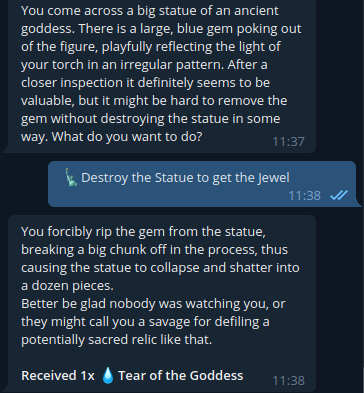 You come across a big statue of an ancient
goddess. There is a large, blue gem poking out
of the figure, playfully reflecting the light of
your torch in an irregular pattern. After a
closer inspection it definitely seems to be
valuable, but it might be hard to remove the
gem without destroying the statue in some
way. What do you want to do?
11:37
🗽 Destroy the Statue to get the Jewel
11:38
You forcibly rip the gem from the statue,
breaking a big chunk off in the process, thus
causing the statue to collapse and shatter into
a dozen pieces.
Better be glad nobody was watching you, or
they might call you a savage for defiling a
potentially sacred relic like that.
Received 1x 💧 Tear of the Goddess
11:38